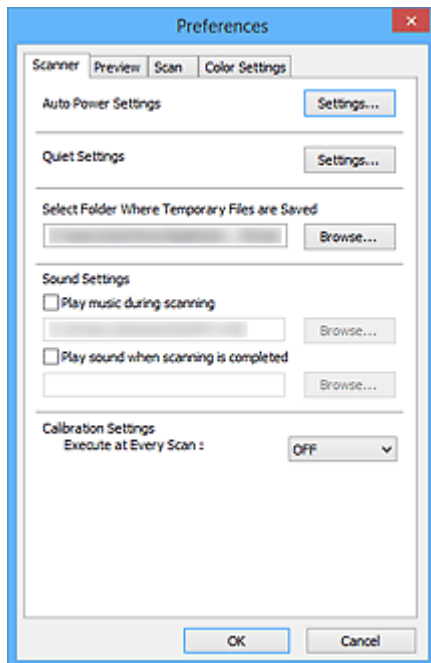 Preferences
Scanner Preview Scan Color Settings
Auto Power Settings Settings...
Quiet Settings Settings...
Select Folder Where Temporary Files are Saved
Browse...
Sound Settings
Play music during scanning
Browse...
Play sound when scanning is completed
Browse...
Calibration Settings
Execute at Every Scan : OFF
OK Cancel